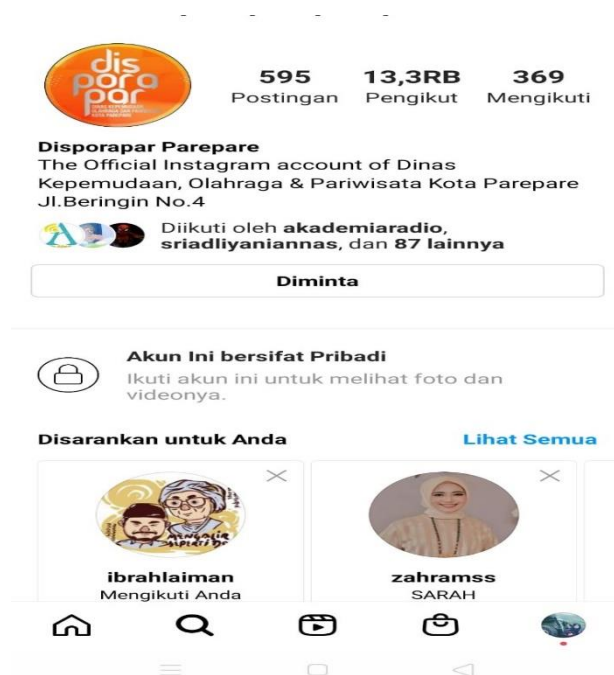 dis
pora
par
595 13,3RB 369
Postingan Pengikut Mengikuti
Disporapar Parepare
The Official Instagram account of Dinas
Kepemudaan, Olahraga & Pariwisata Kota Parepare
Jl.Beringin No.4
Diikuti oleh akademiaradio,
sriadliyaniannas, dan 87 lainnya
Diminta
Akun Ini bersifat Pribadi
Ikuti akun ini untuk melihat foto dan
videonya.
Disarankan untuk Anda Lihat Semua
ibrahlaiman zahramss
Mengikuti Anda SARAH